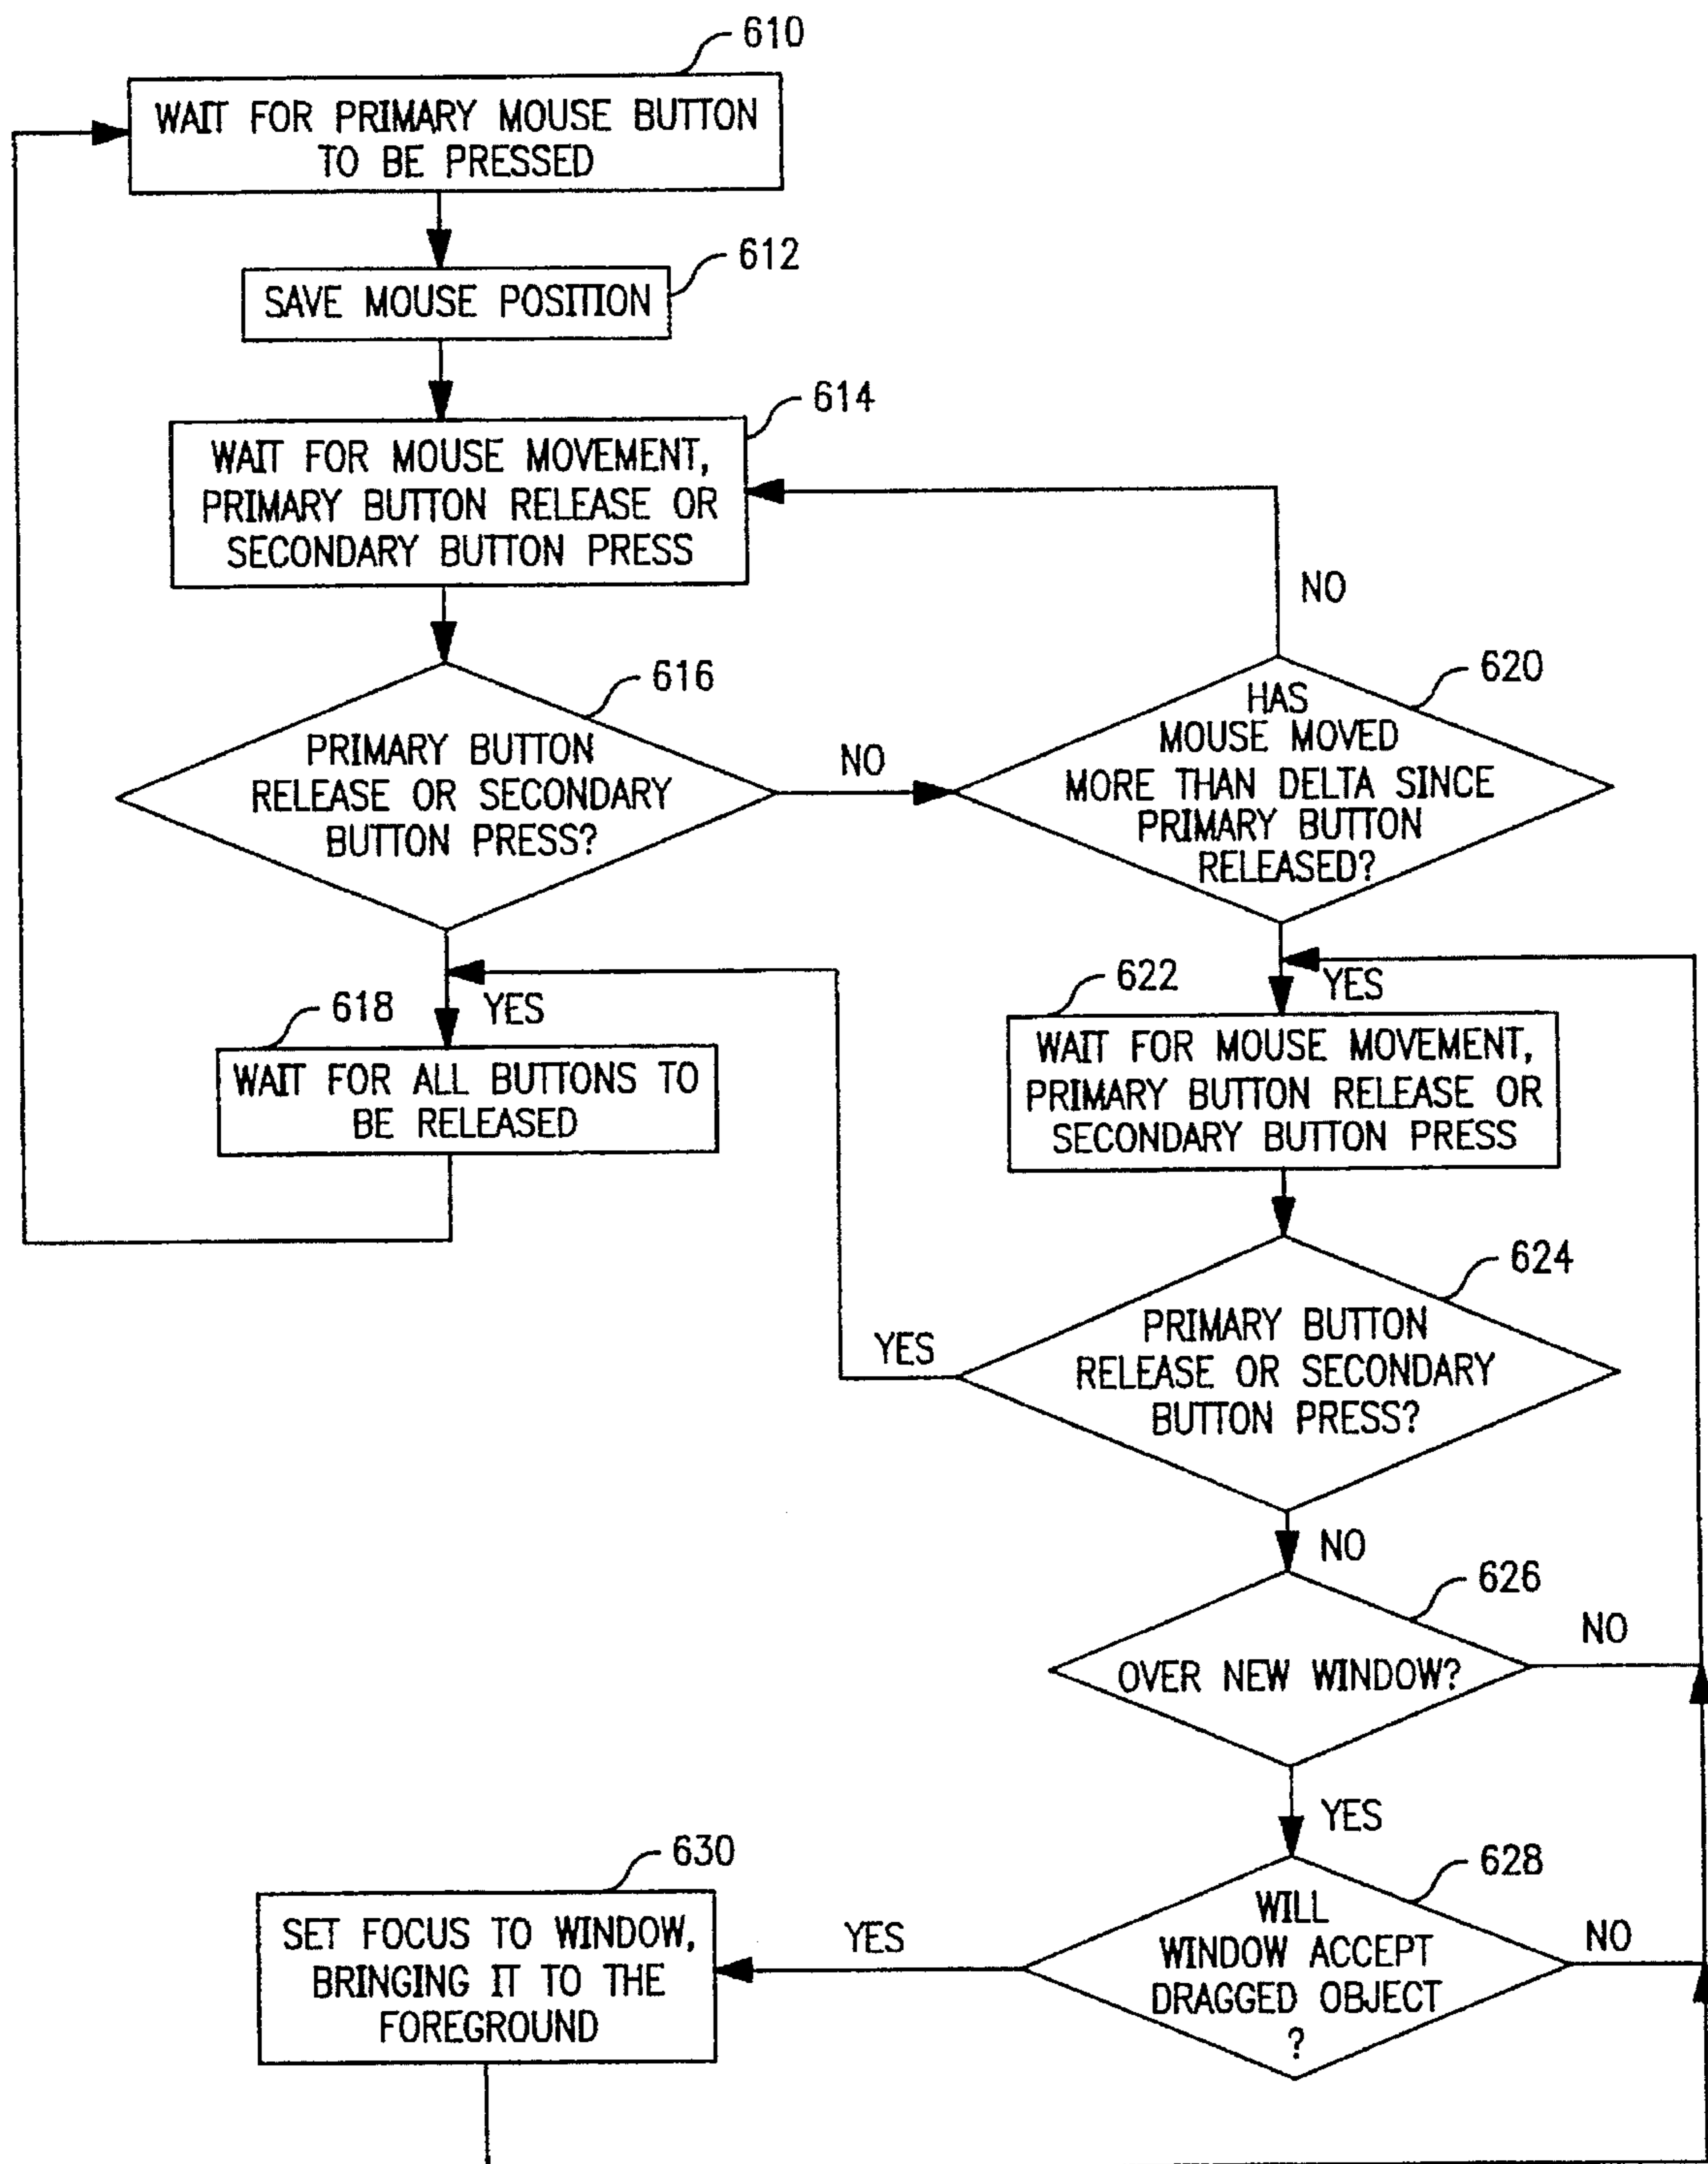 610
WAIT FOR PRIMARY MOUSE BUTTON
TO BE PRESSED
612
SAVE MOUSE POSITION
614
WAIT FOR MOUSE MOVEMENT,
PRIMARY BUTTON RELEASE OR
SECONDARY BUTTON PRESS
NO
616
PRIMARY BUTTON
RELEASE OR SECONDARY
BUTTON PRESS?
NO
620
HAS
MOUSE MOVED
MORE THAN DELTA SINCE
PRIMARY BUTTON
RELEASED?
YES
618
WAIT FOR ALL BUTTONS TO
BE RELEASED
YES
622
WAIT FOR MOUSE MOVEMENT,
PRIMARY BUTTON RELEASE OR
SECONDARY BUTTON PRESS
624
PRIMARY BUTTON
RELEASE OR SECONDARY
BUTTON PRESS?
YES
NO
626
OVER NEW WINDOW?
NO
YES
628
WILL
WINDOW ACCEPT
DRAGGED OBJECT
?
NO
YES
630
SET FOCUS TO WINDOW,
BRINGING IT TO THE
FOREGROUND